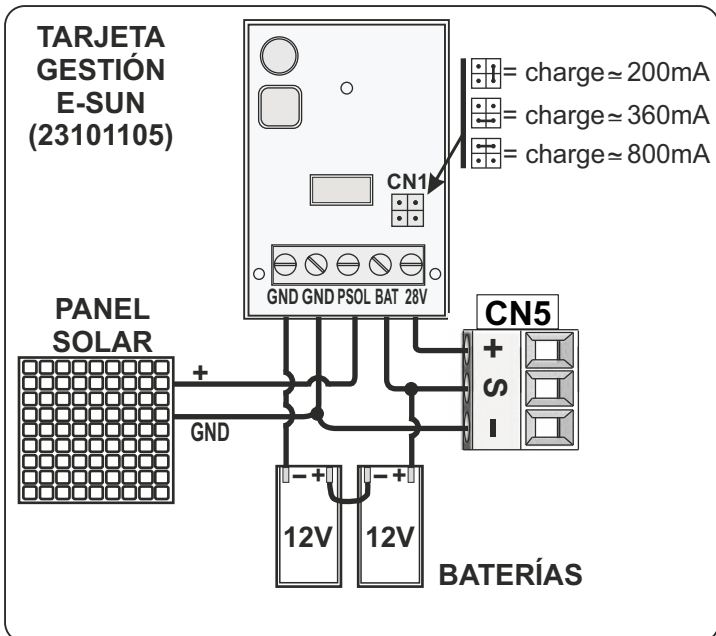 TARJETA
GESTIÓN
E-SUN
(23101105)
= charge≃200mA
= charge≃360mA
= charge≃800mA
CN1
GND GND PSOL BAT 28V
PANEL
SOLAR
+
GND
CN5
+
S
-
- +
- +
12V
12V
BATERÍAS